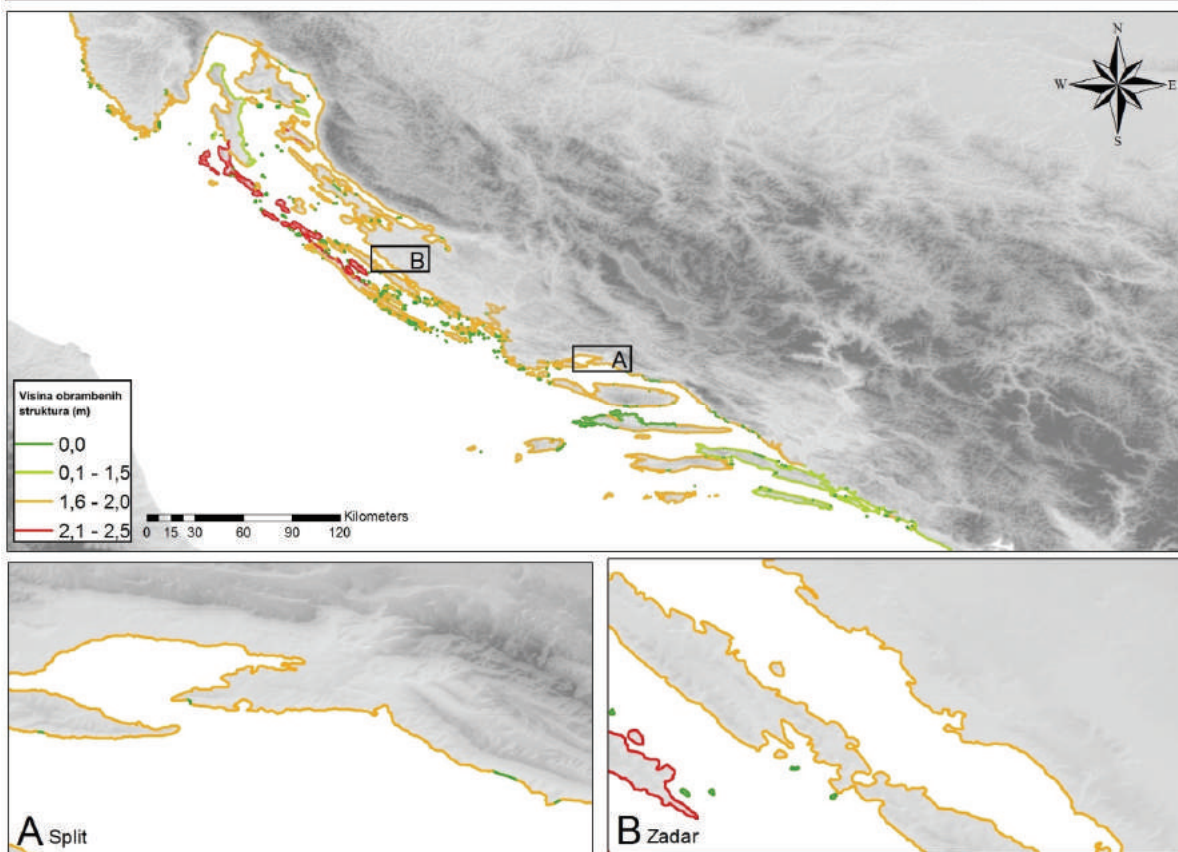 N
W E
S
B
A
Visina obrambenih
struktura (m)
0,0
0,1 - 1,5
1,6 - 2,0
2,1 - 2,5
Kilometers
0 15 30 60 90 120
A Split
B Zadar